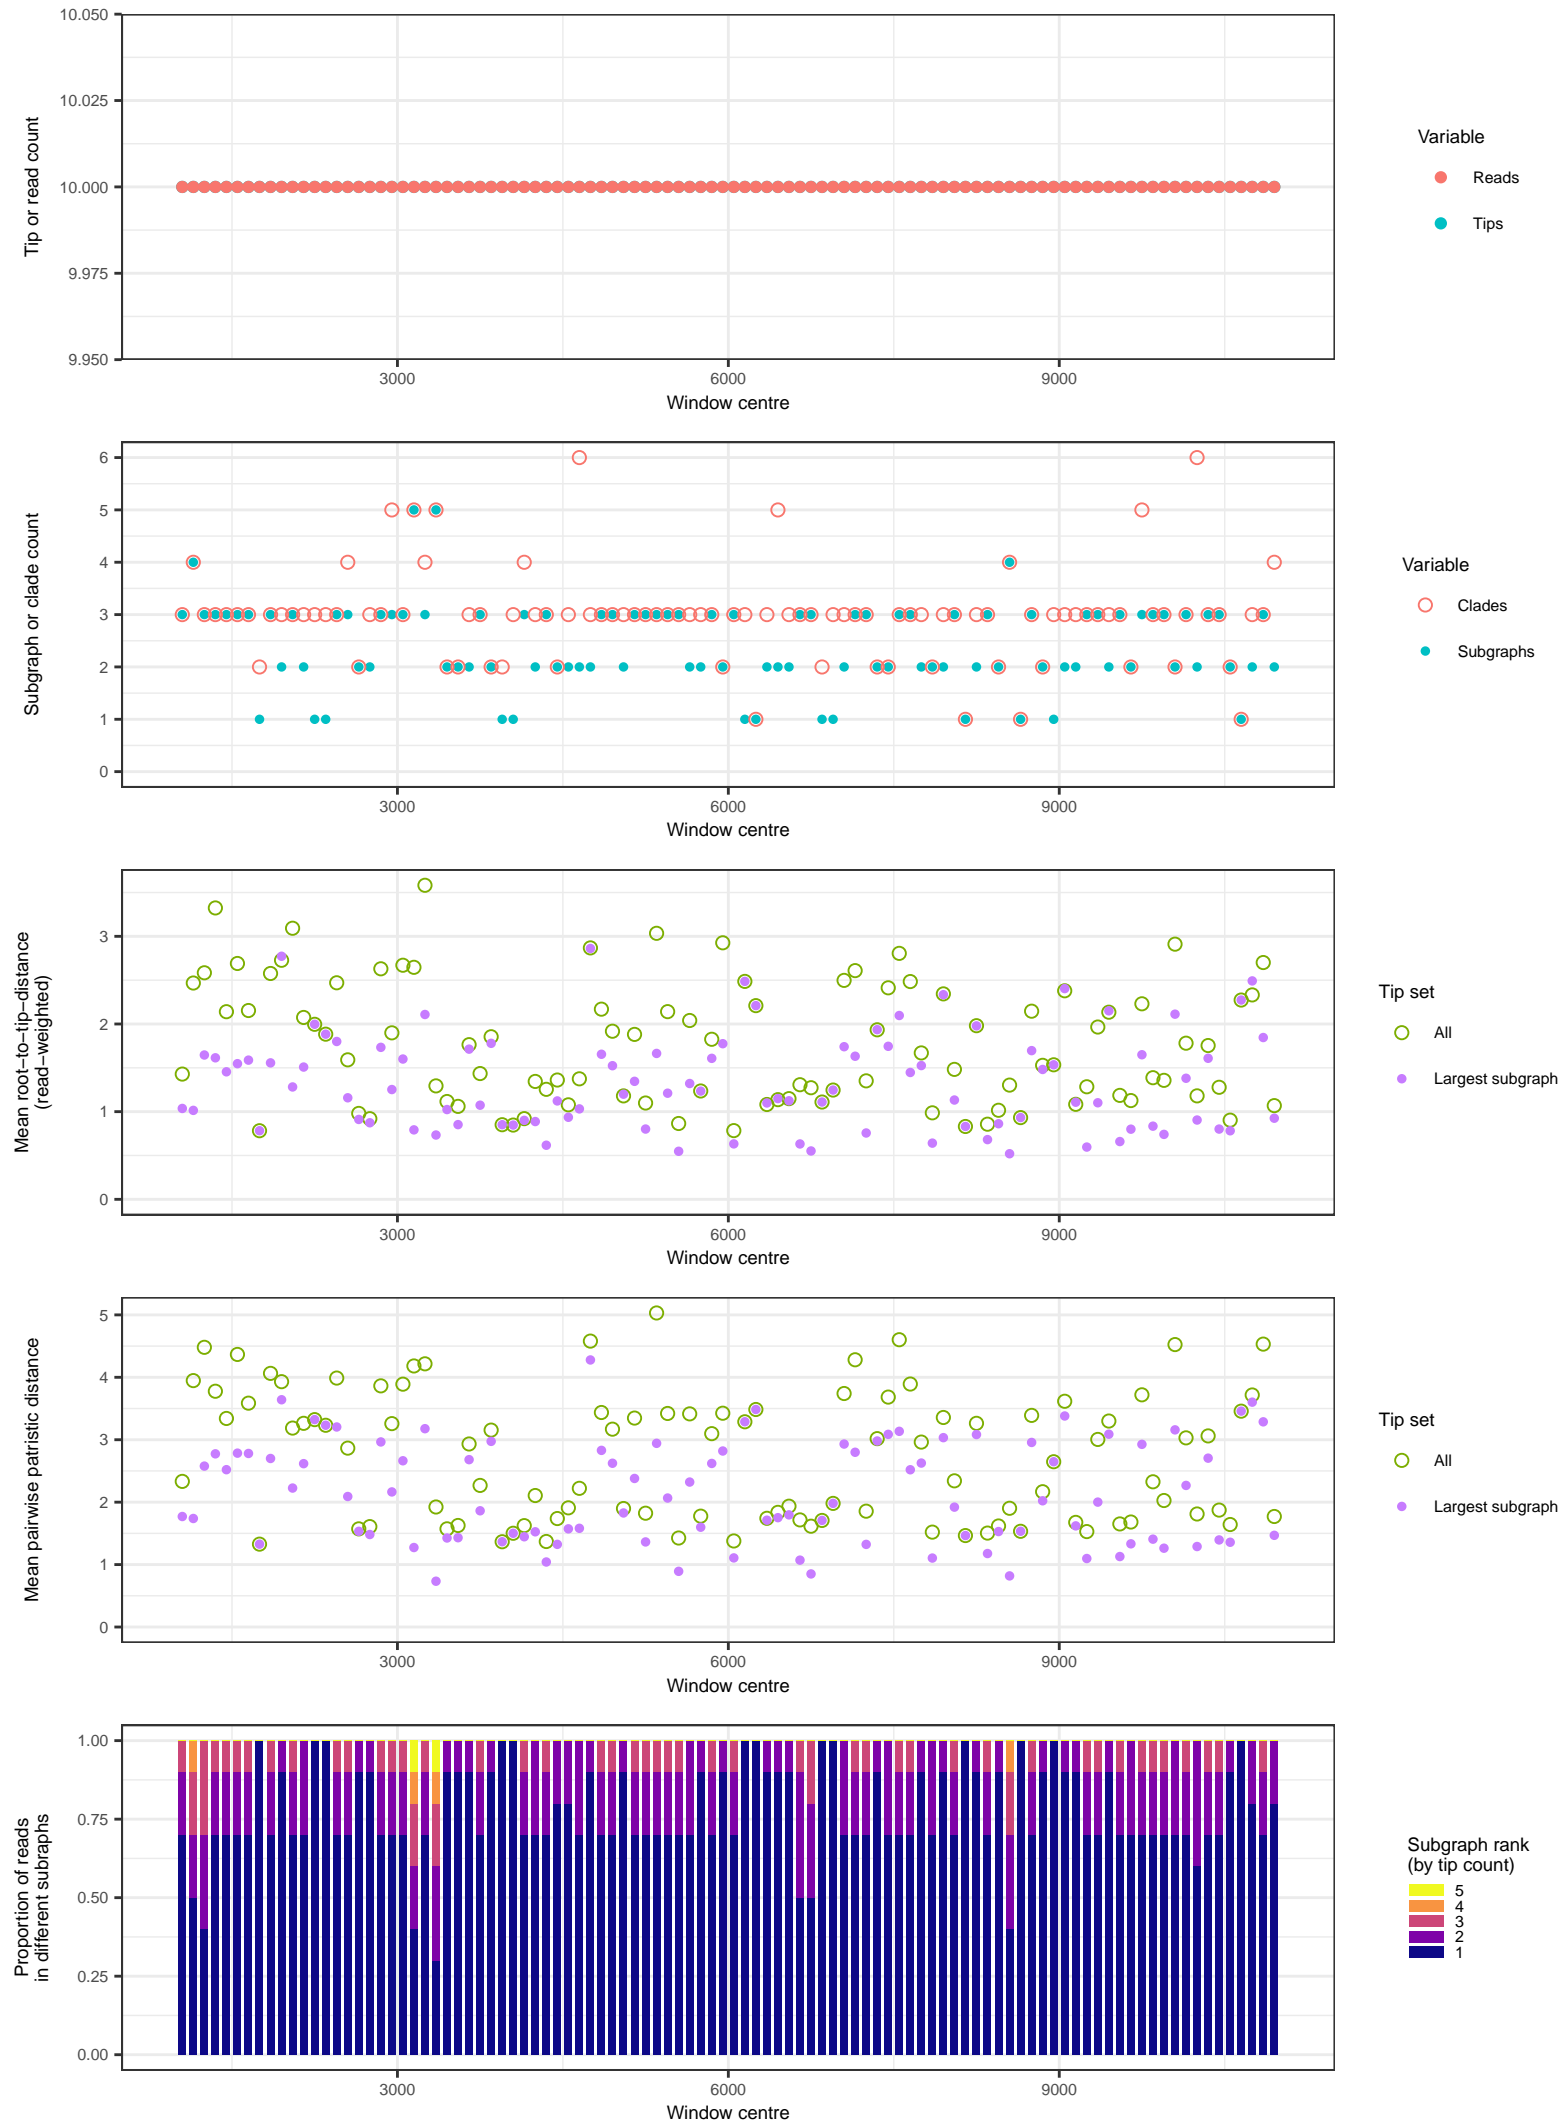 10.050
10.025
10.000
9.975
9.950
Tip or read count
3000 6000 9000
Window centre
Variable
Reads
Tips
6
5
4
3
2
1
0
Subgraph or clade count
3000 6000 9000
Window centre
Variable
Clades
Subgraphs
3
2
1
0
Mean root−to−tip−distance
(read−weighted)
3000 6000 9000
Window centre
Tip set
All
Largest subgraph
5
4
3
2
1
0
Mean pairwise patristic distance
3000 6000 9000
Window centre
Tip set
All
Largest subgraph
1.00
0.75
0.50
0.25
0.00
Proportion of reads
in different subraphs
3000 6000 9000
Window centre
Subgraph rank
(by tip count)
5
4
3
2
1